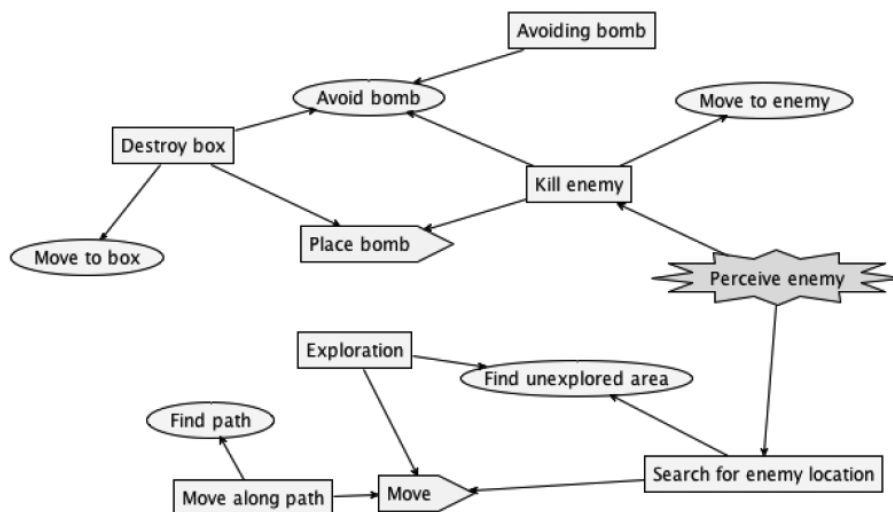 Avoiding bomb
Avoid bomb
Move to enemy
Destroy box
Kill enemy
Place bomb
Move to box
Perceive enemy
Exploration
Find unexplored area
Find path
Search for enemy location
Move along path
Move